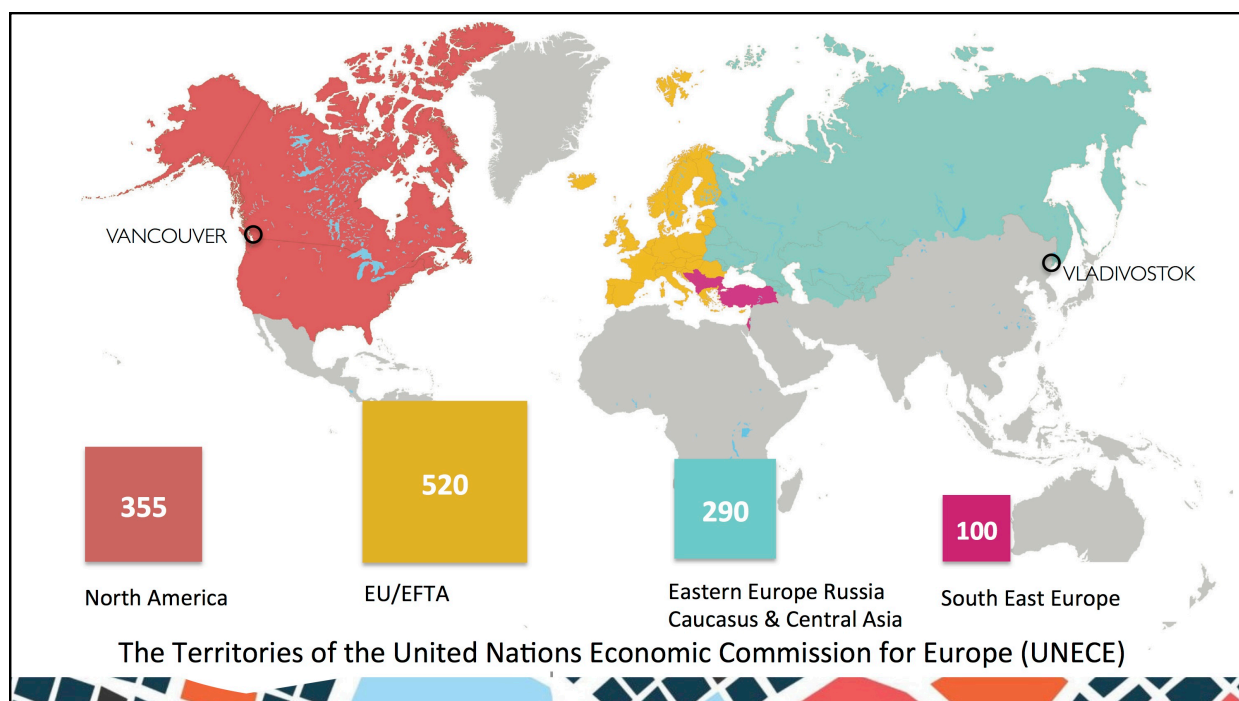 VANCOUVER
VLADIVOSTOK
355
520
290
100
North America
EU/EFTA
Eastern Europe Russia
Caucasus & Central Asia
South East Europe
The Territories of the United Nations Economic Commission for Europe (UNECE)